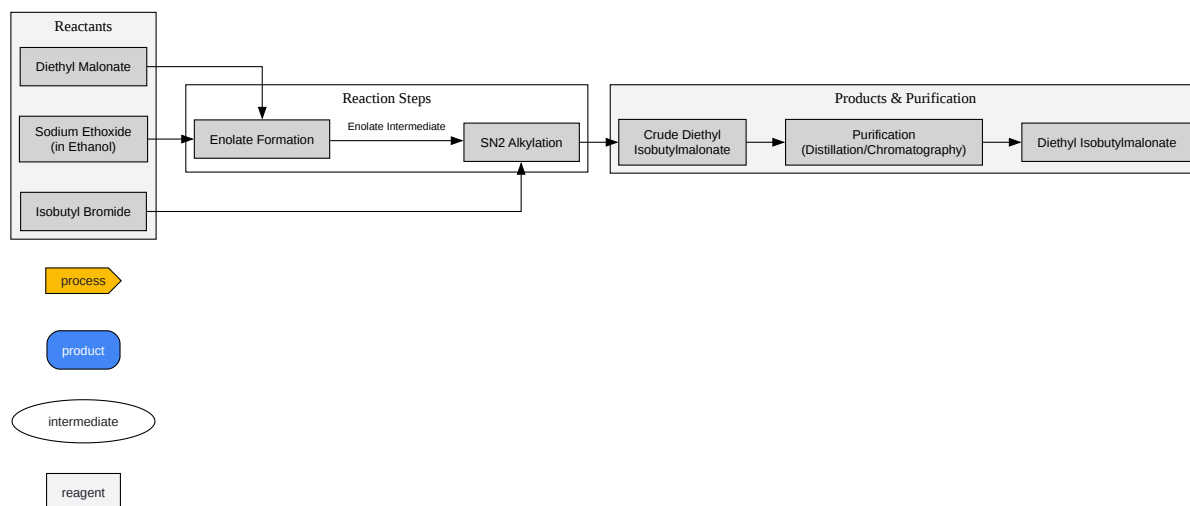 Reactants
Diethyl Malonate
Sodium Ethoxide
(in Ethanol)
Isobutyl Bromide
Reaction Steps
Enolate Formation
Enolate Intermediate
SN2 Alkylation
Products & Purification
Crude Diethyl
Isobutylmalonate
Purification
(Distillation/Chromatography)
Diethyl Isobutylmalonate
process
product
intermediate
reagent